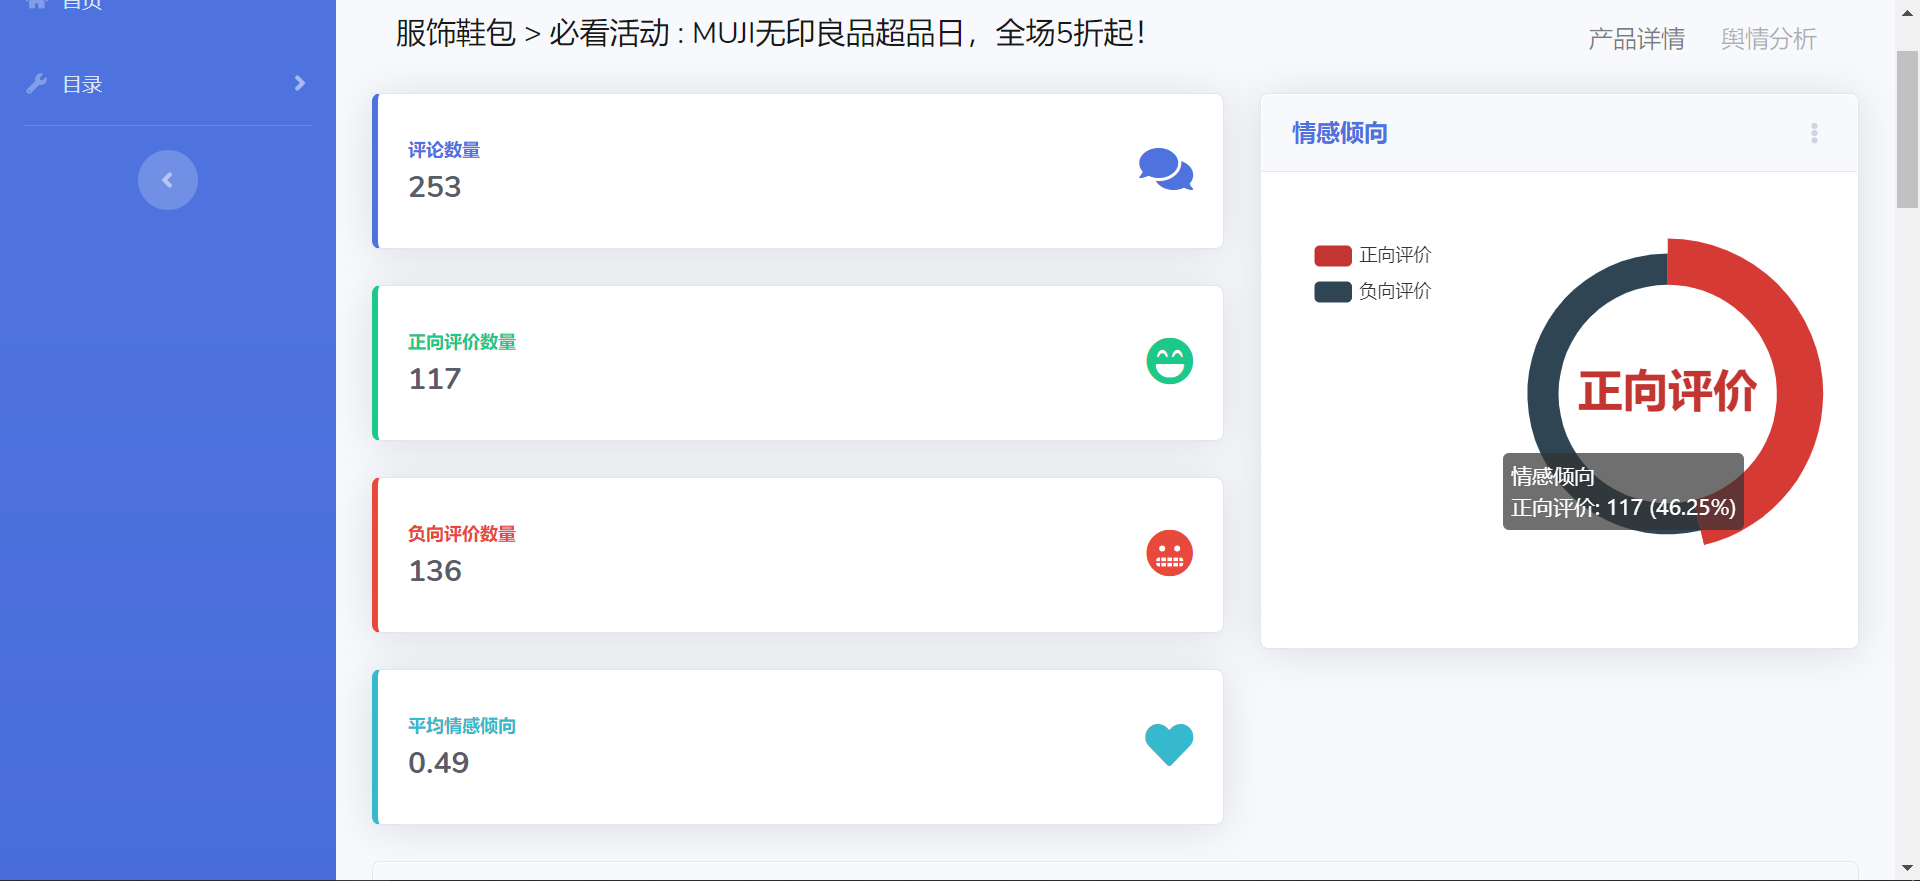 首页
目录
服饰鞋包 > 必看活动 : MUJI无印良品超品日，全场5折起！
产品详情
舆情分析
评论数量
253
正向评价数量
117
负向评价数量
136
平均情感倾向
0.49
情感倾向
正向评价
负向评价
正向评价
情感倾向
正向评价: 117 (46.25%)